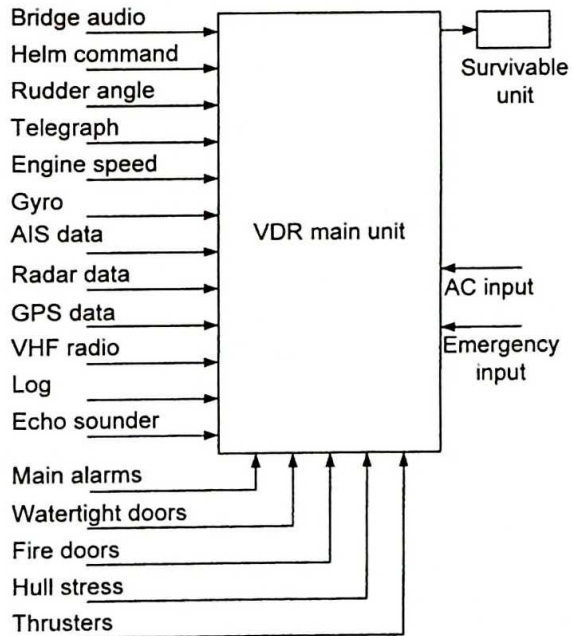 Bridge audio
Helm command
Rudder angle
Telegraph
Engine speed
Gyro
AIS data
Radar data
GPS data
VHF radio
Log
Echo sounder
Main alarms
Watertight doors
Fire doors
Hull stress
Thrusters
VDR main unit
Survivable
unit
AC input
Emergency
input